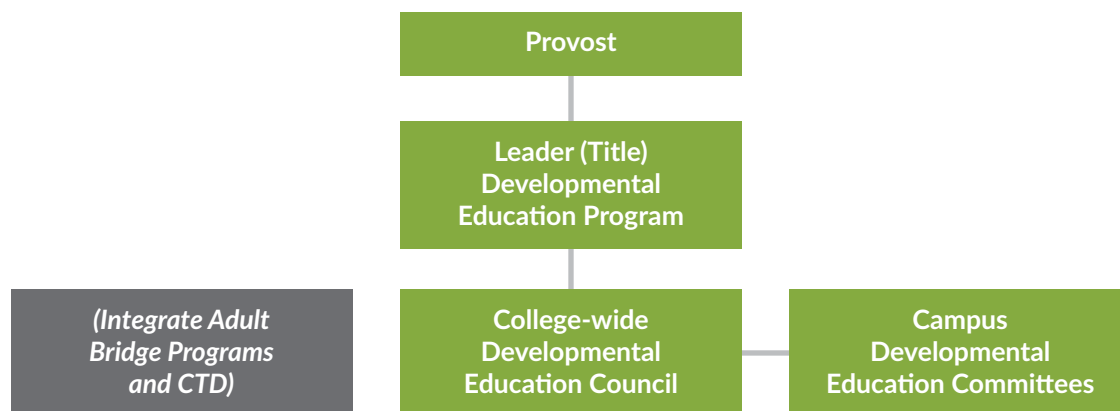 Provost
Leader (Title)
Developmental
Education Program
(Integrate Adult
Bridge Programs
and CTD)
College-wide
Developmental
Education Council
Campus
Developmental
Education Committees